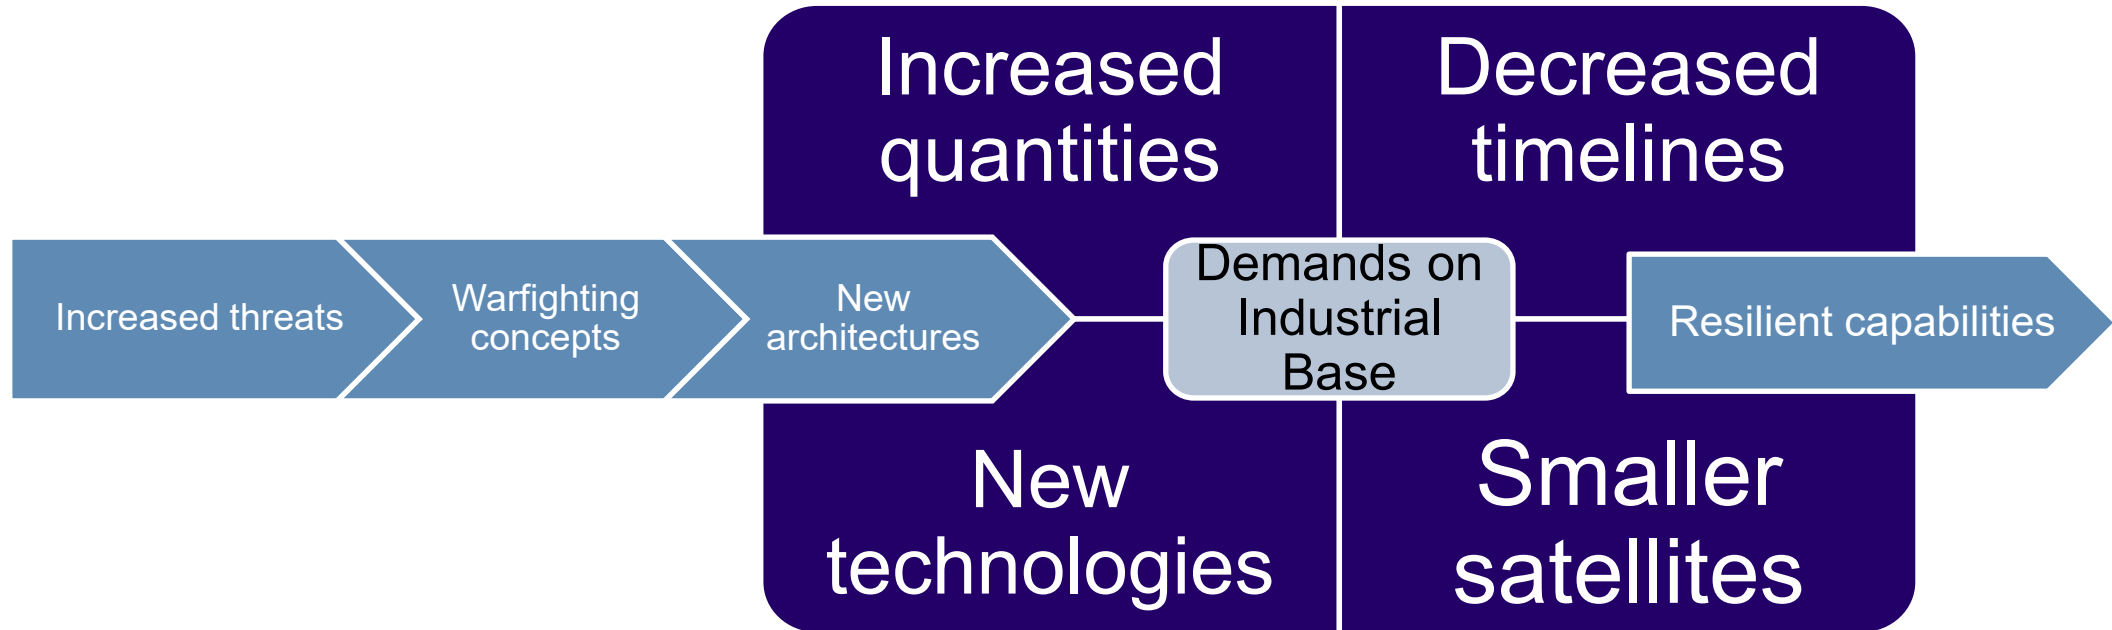 Increased
quantities
Decreased
timelines
Increased threats
Warfighting
concepts
New
architectures
Demands on
Industrial
Base
Resilient capabilities
New
technologies
Smaller
satellites